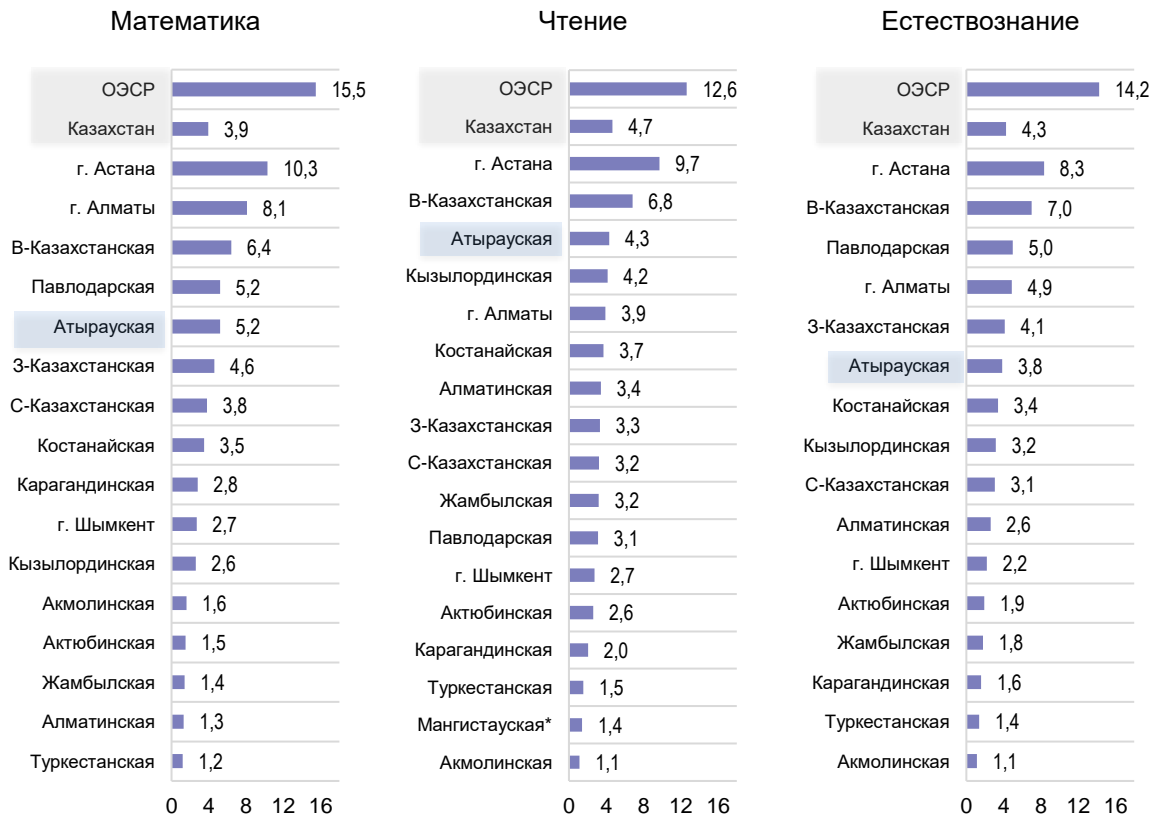 Математика
ОЭСР 15,5
Казахстан 3,9
г. Астана 10,3
г. Алматы 8,1
В-Казахстанская 6,4
Павлодарская 5,2
Атырауская 5,2
З-Казахстанская 4,6
С-Казахстанская 3,8
Костанайская 3,5
Карагандинская 2,8
г. Шымкент 2,7
Кызылординская 2,6
Акмолинская 1,6
Актюбинская 1,5
Жамбылская 1,4
Алматинская 1,3
Туркестанская 1,2
0 4 8 12 16
Чтение
ОЭСР 12,6
Казахстан 4,7
г. Астана 9,7
В-Казахстанская 6,8
Атырауская 4,3
Кызылординская 4,2
г. Алматы 3,9
Костанайская 3,7
Алматинская 3,4
З-Казахстанская 3,3
С-Казахстанская 3,2
Жамбылская 3,2
Павлодарская 3,1
г. Шымкент 2,7
Актюбинская 2,6
Карагандинская 2,0
Туркестанская 1,5
Мангистауская* 1,4
Акмолинская 1,1
0 4 8 12 16
Естествознание
ОЭСР 14,2
Казахстан 4,3
г. Астана 8,3
В-Казахстанская 7,0
Павлодарская 5,0
г. Алматы 4,9
З-Казахстанская 4,1
Атырауская 3,8
Костанайская 3,4
Кызылординская 3,2
С-Казахстанская 3,1
Алматинская 2,6
г. Шымкент 2,2
Актюбинская 1,9
Жамбылская 1,8
Карагандинская 1,6
Туркестанская 1,4
Акмолинская 1,1
0 4 8 12 16